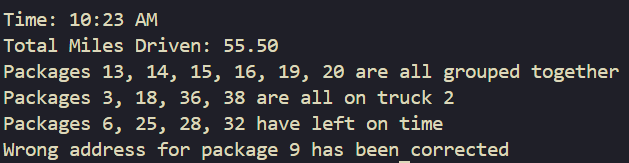 Time: 10:23 AM
Total Miles Driven: 55.50
Packages 13, 14, 15, 16, 19, 20 are all grouped together
Packages 3, 18, 36, 38 are all on truck 2
Packages 6, 25, 28, 32 have left on time
Wrong address for package 9 has been corrected